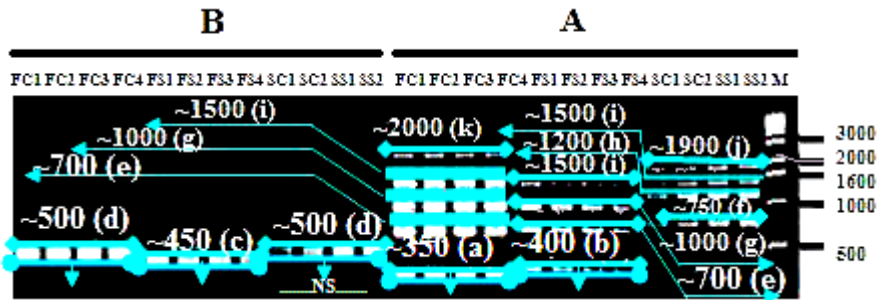 B A
FC1 FC2 FC3 FC4 FS1 FS2 FS3 FS4 SC1 SC2 SS1 SS2 FC1 FC2 FC3 FC4 FS1 FS2 FS3 FS4 SC1 SC2 SS1 SS2 M
~1500 (i) ~1500 (i)
~1000 (g) ~2000 (k) ~1200 (h) ~1900 (j) 3000
~700 (e) ~1500 (i) 2000
1600
~500 (d) ~450 (c) ~500 (d) ~750 (f) 1000
~350 (a) ~400 (b) ~1000 (g) 500
NS ~700 (e)